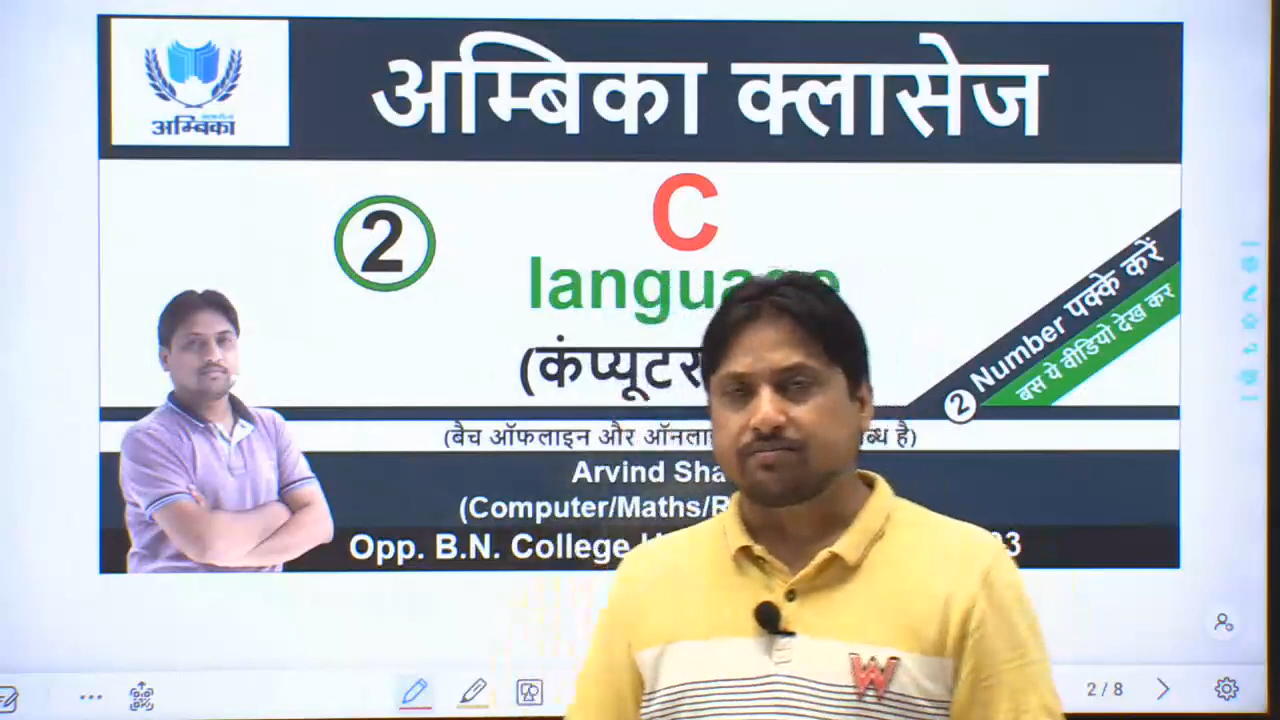 अम्बिका
अम्बिका क्लासेज
2
C
language
(कंप्यूटर
2 Number पक्के करें
बस ये वीडियो देख कर
(बैच ऑफलाइन और ऑनला
है)
Arvind Sha
(Computer/Maths/R
Opp. B.N. College
W
2 / 8